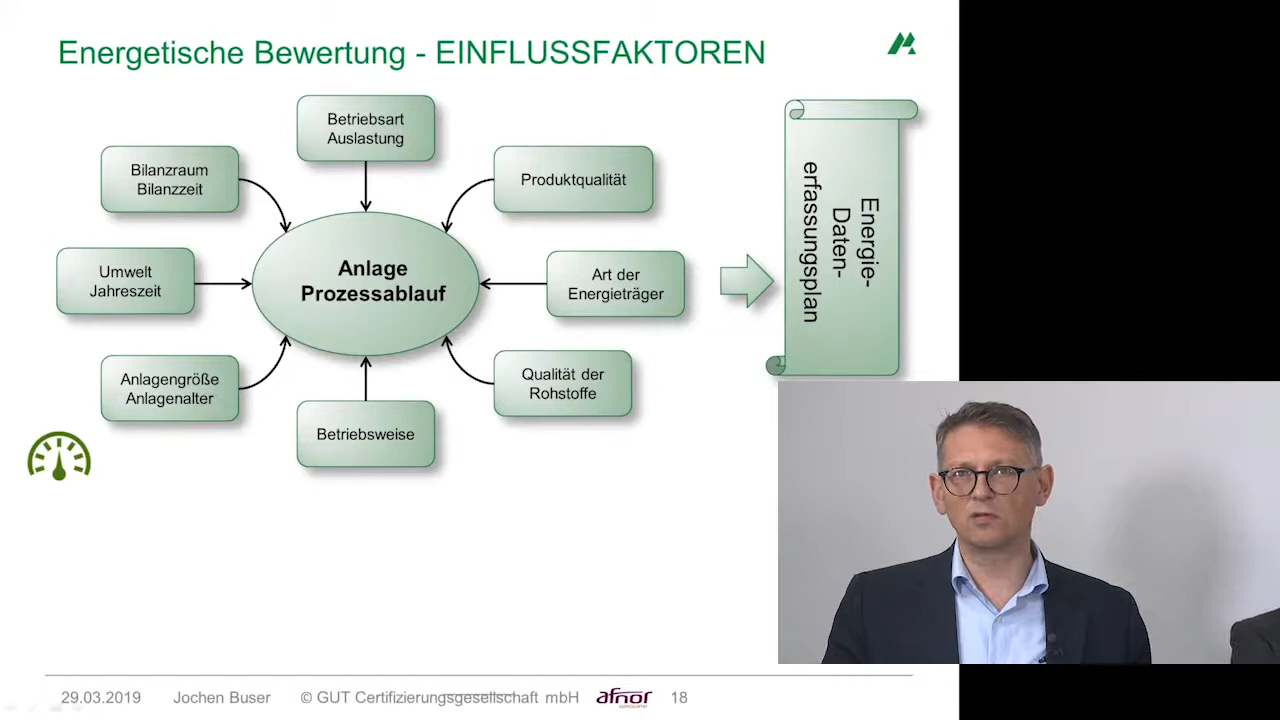 Energetische Bewertung - EINFLUSSFAKTOREN
Betriebsart
Auslastung
Bilanzraum
Bilanzzeit
Produktqualität
Umwelt
Jahreszeit
Anlage
Prozessablauf
Art der
Energieträger
Anlagengröße
Anlagenalter
Qualität der
Rohstoffe
Betriebsweise
Energie-
Daten-
erfassungsplan
29.03.2019 Jochen Buser © GUT Certifizierungsgesellschaft mbH afnor GROUPE 18